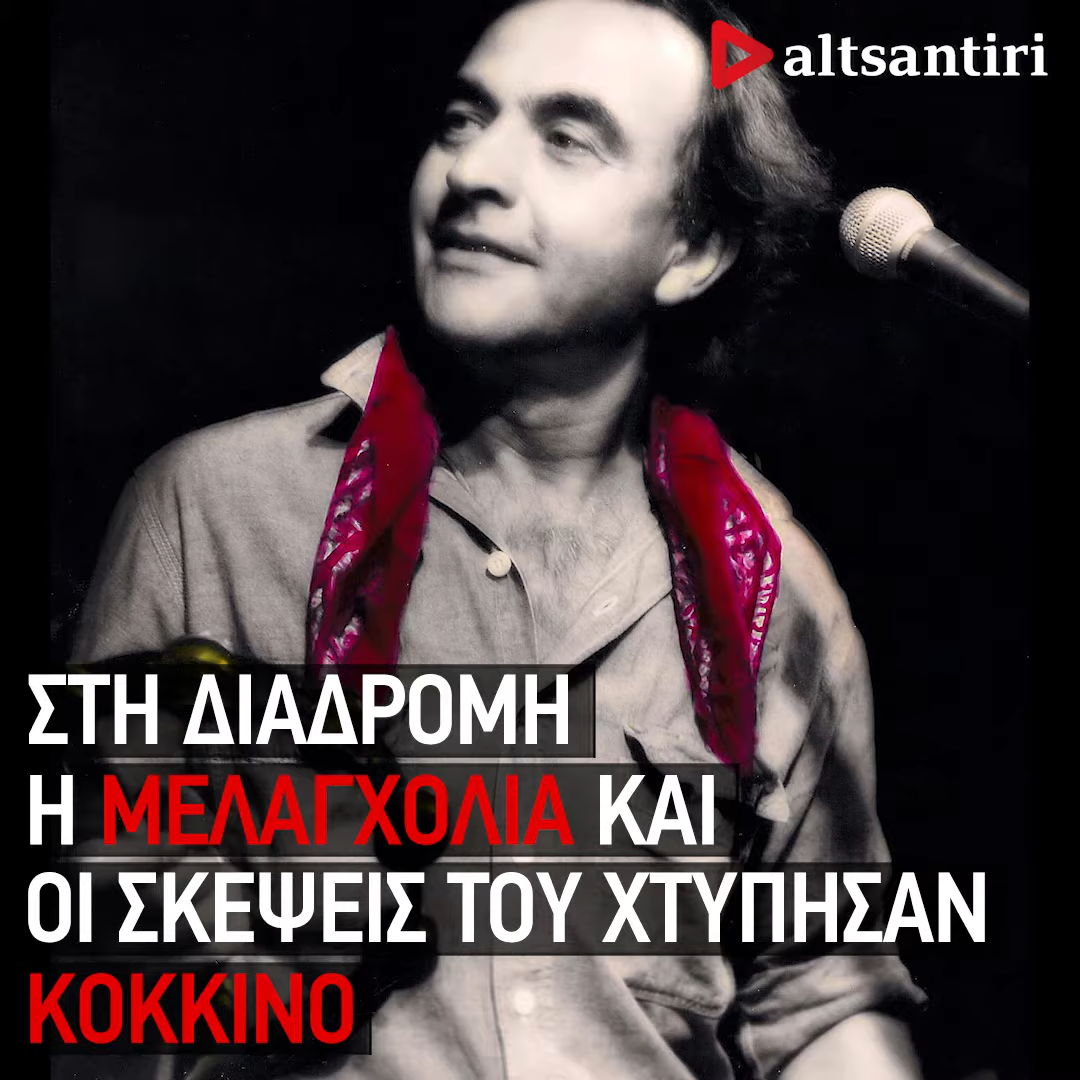 altsantiri
ΣΤΗ ΔΙΑΔΡΟΜΗ
Η ΜΕΛΑΓΧΟΛΙΑ ΚΑΙ
ΟΙ ΣΚΕΨΕΙΣ ΤΟΥ ΧΤΥΠΗΣΑΝ
ΚΟΚΚΙΝΟ